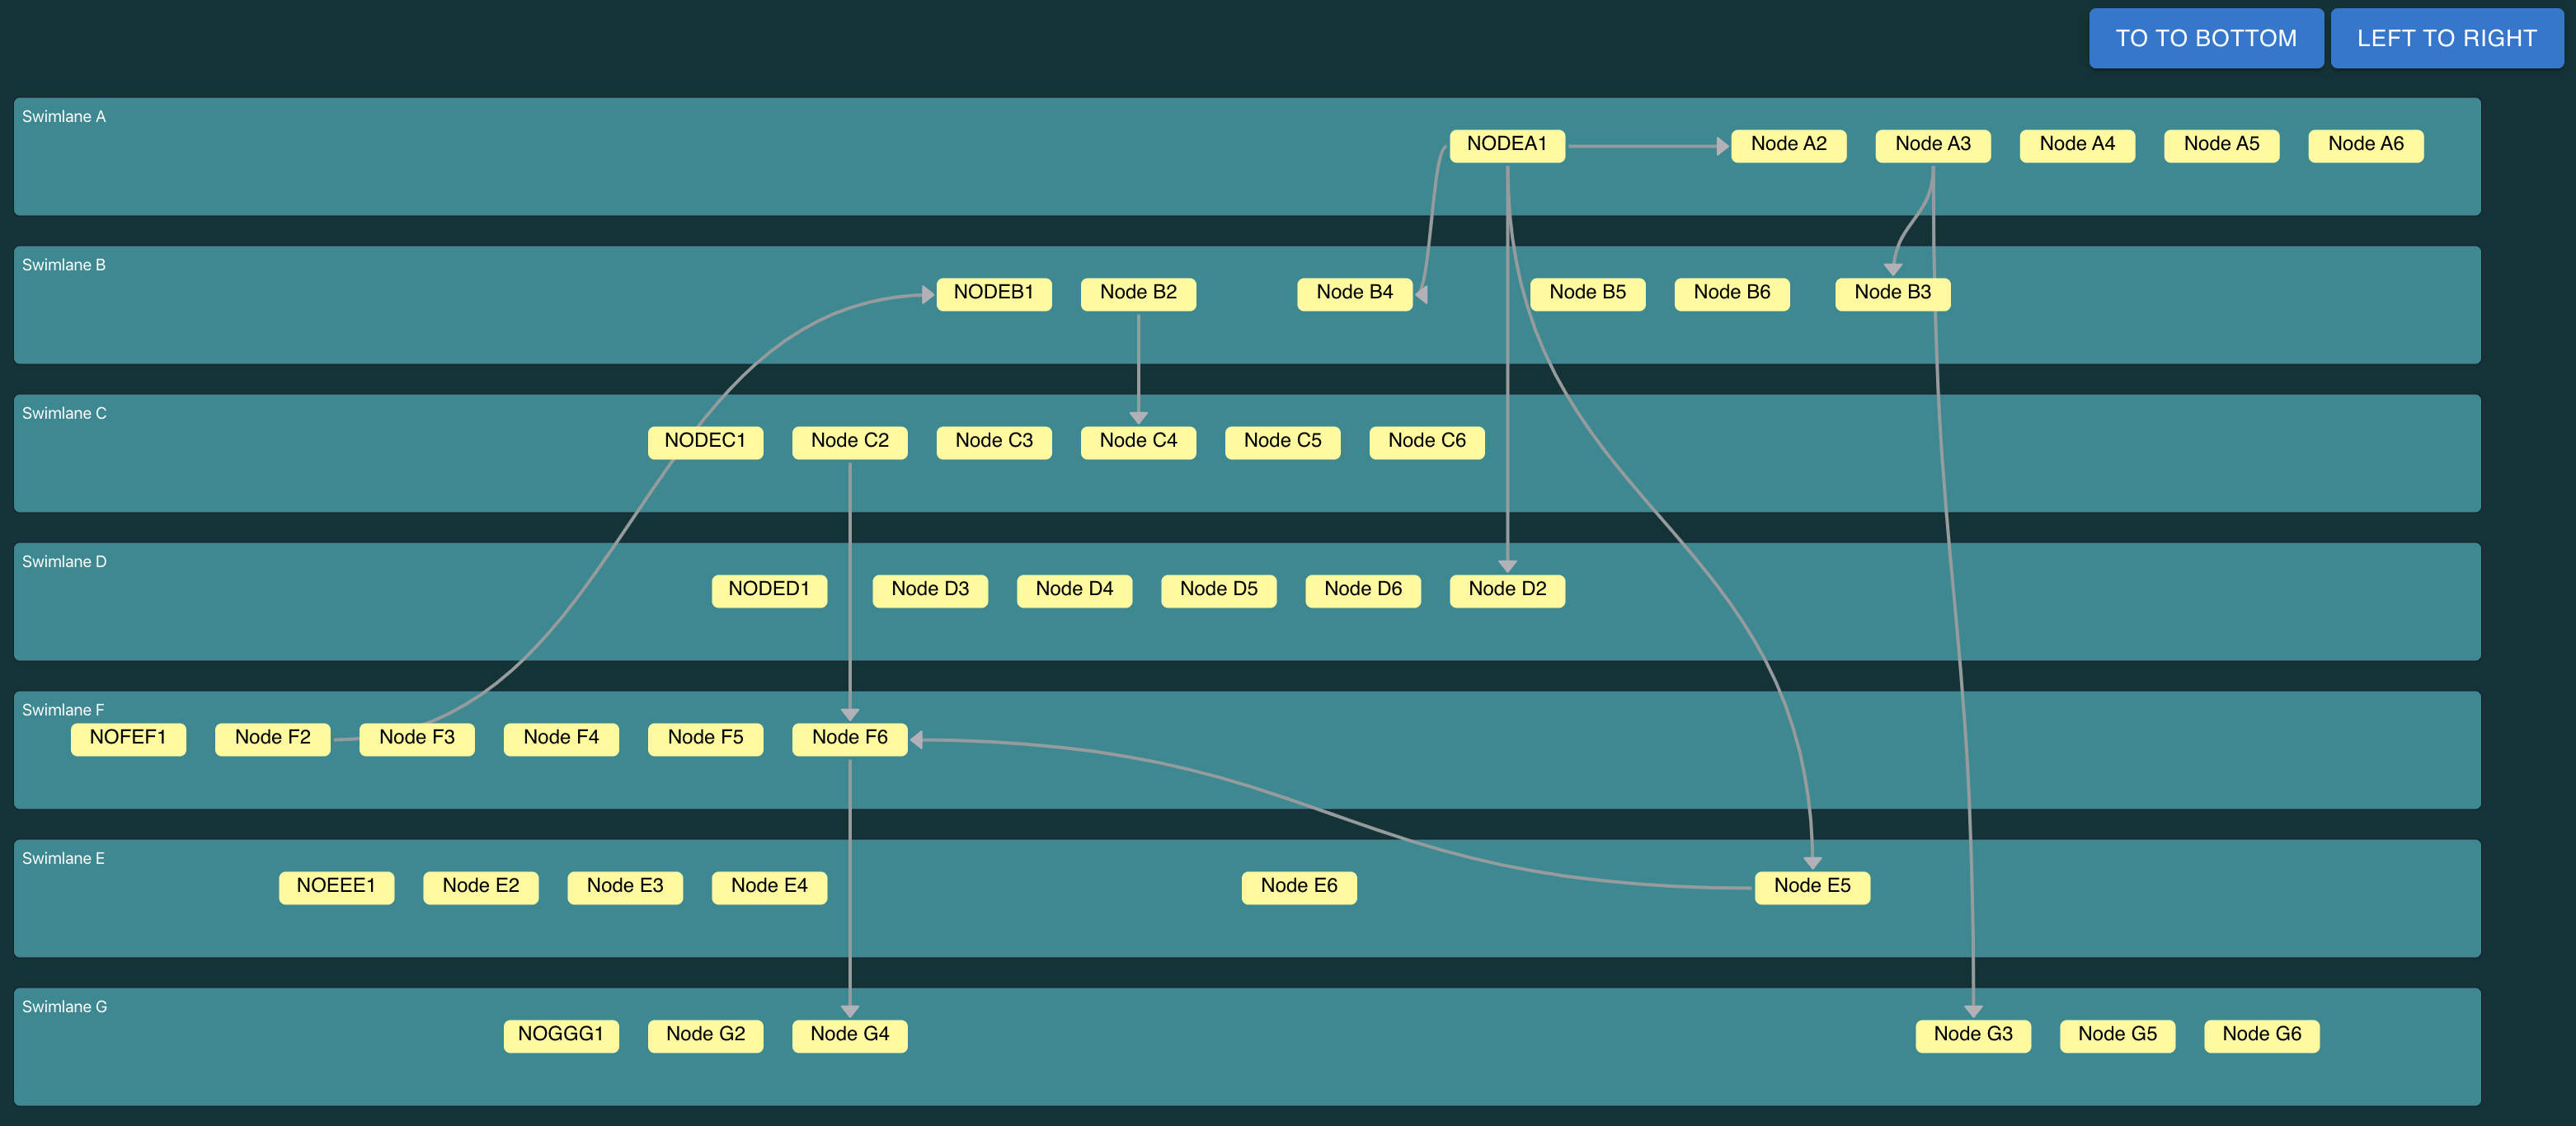 TO TO BOTTOM LEFT TO RIGHT
Swimlane A
NODEA1 Node A2 Node A3 Node A4 Node A5 Node A6
Swimlane B
NODEB1 Node B2 Node B4 Node B5 Node B6 Node B3
Swimlane C
NODEC1 Node C2 Node C3 Node C4 Node C5 Node C6
Swimlane D
NODED1 Node D3 Node D4 Node D5 Node D6 Node D2
Swimlane F
NOFEF1 Node F2 Node F3 Node F4 Node F5 Node F6
Swimlane E
NOEEE1 Node E2 Node E3 Node E4 Node E6 Node E5
Swimlane G
NOGGG1 Node G2 Node G4 Node G3 Node G5 Node G6